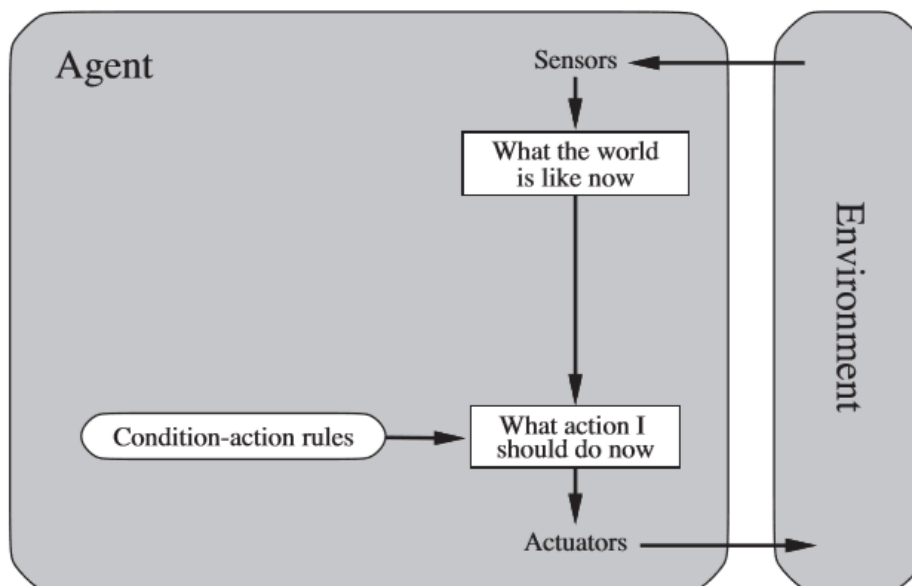 Agent
Sensors
What the world
is like now
Environment
Condition-action rules
What action I
should do now
Actuators